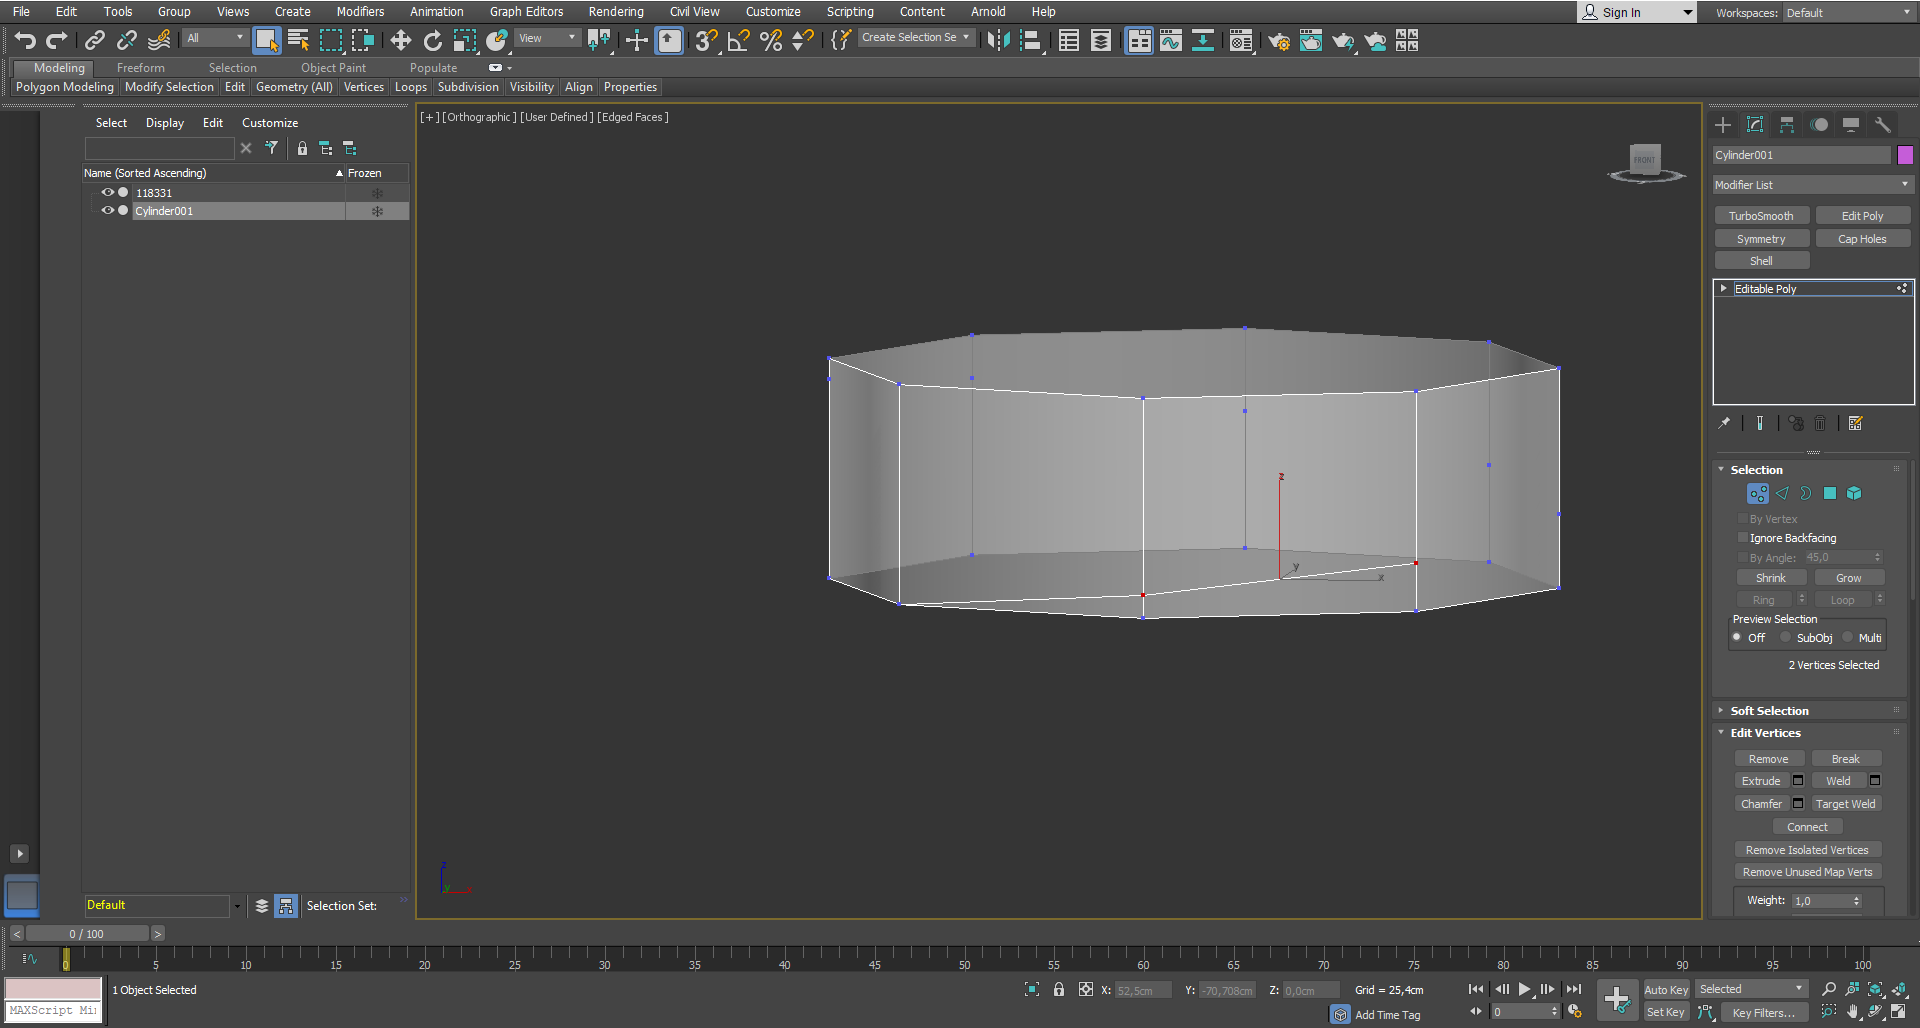 File Edit Tools Group Views Create Modifiers Animation Graph Editors Rendering Civil View Customize Scripting Content Arnold Help Sign In Workspaces: Default
All View Create Selection Se
Modeling Freeform Selection Object Paint Populate
Polygon Modeling Modify Selection Edit Geometry (All) Vertices Loops Subdivision Visibility Align Properties
Select Display Edit Customize
Name (Sorted Ascending) Frozen
118331
Cylinder001
Default Selection Set:
[+] [Orthographic] [User Defined] [Edged Faces]
FRONT
z
y
x
z
y
Cylinder001
Modifier List
TurboSmooth Edit Poly
Symmetry Cap Holes
Shell
Editable Poly
Selection
By Vertex
Ignore Backfacing
By Angle: 45,0
Shrink Grow
Ring Loop
Preview Selection
Off SubObj Multi
2 Vertices Selected
Soft Selection
Edit Vertices
Remove Break
Extrude Weld
Chamfer Target Weld
Connect
Remove Isolated Vertices
Remove Unused Map Verts
Weight: 1,0
< 0 / 100 >
0 5 10 15 20 25 30 35 40 45 50 55 60 65 70 75 80 85 90 95 100
1 Object Selected X: 52,5cm Y: -70,708cm Z: 0,0cm Grid = 25,4cm Auto Key Selected
MAXScript Mi Add Time Tag 0 Set Key Key Filters...